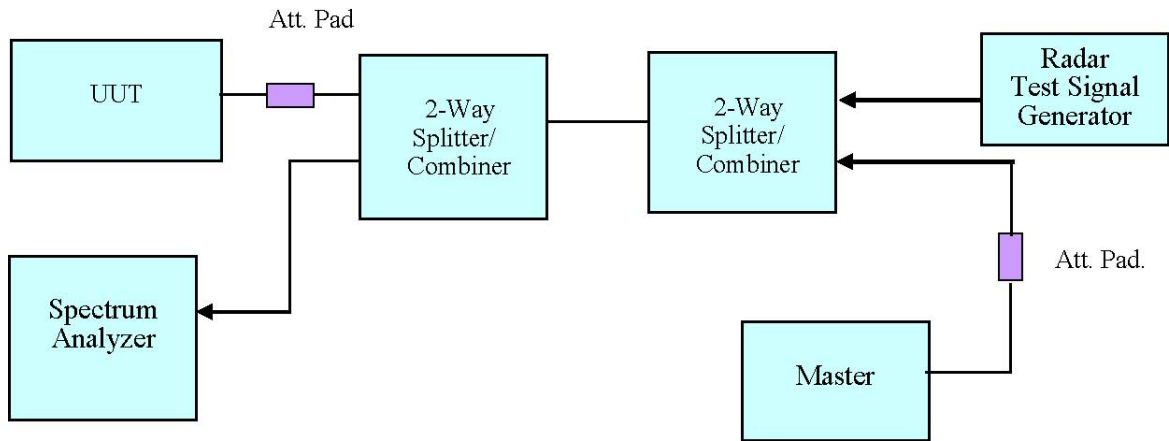 Att. Pad
UUT
2-Way
Splitter/
Combiner
2-Way
Splitter/
Combiner
Radar
Test Signal
Generator
Att. Pad.
Spectrum
Analyzer
Master